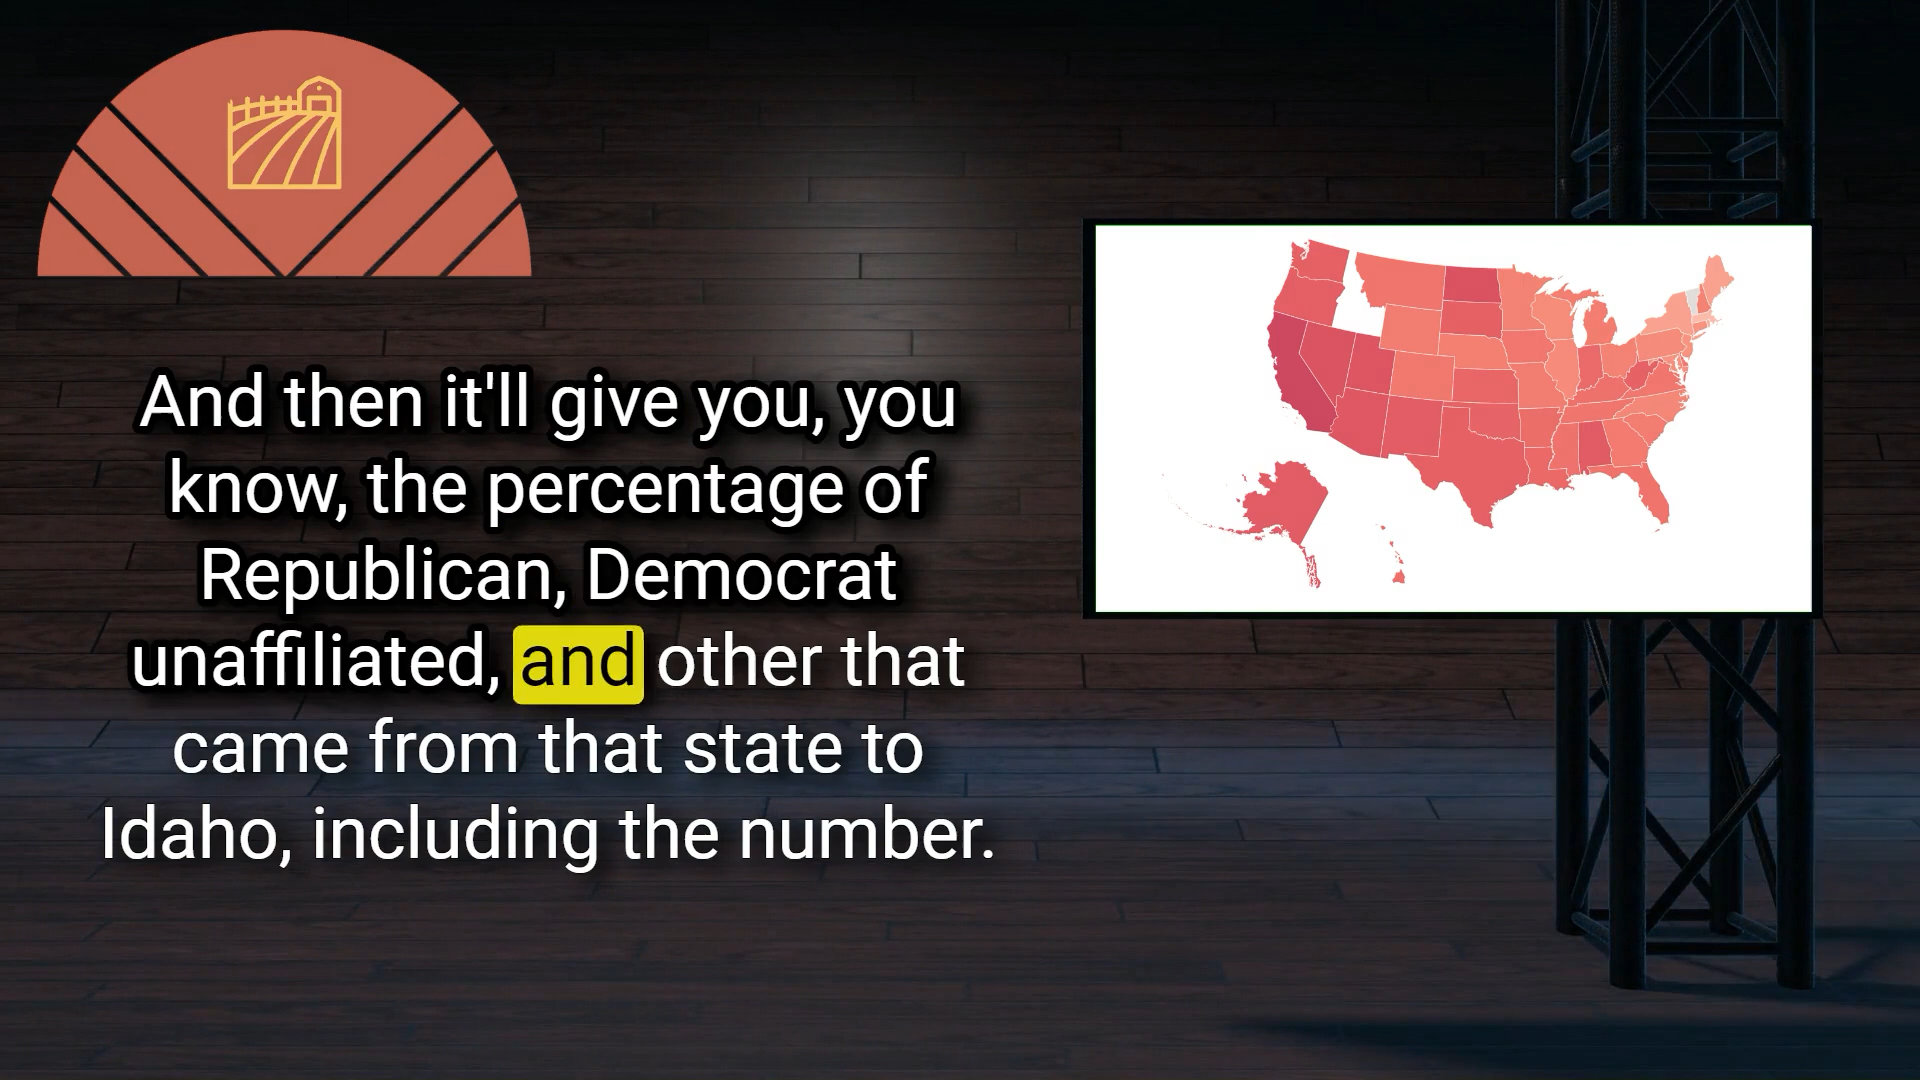 And then it'll give you, you
know, the percentage of
Republican, Democrat
unaffiliated, and other that
came from that state to
Idaho, including the number.